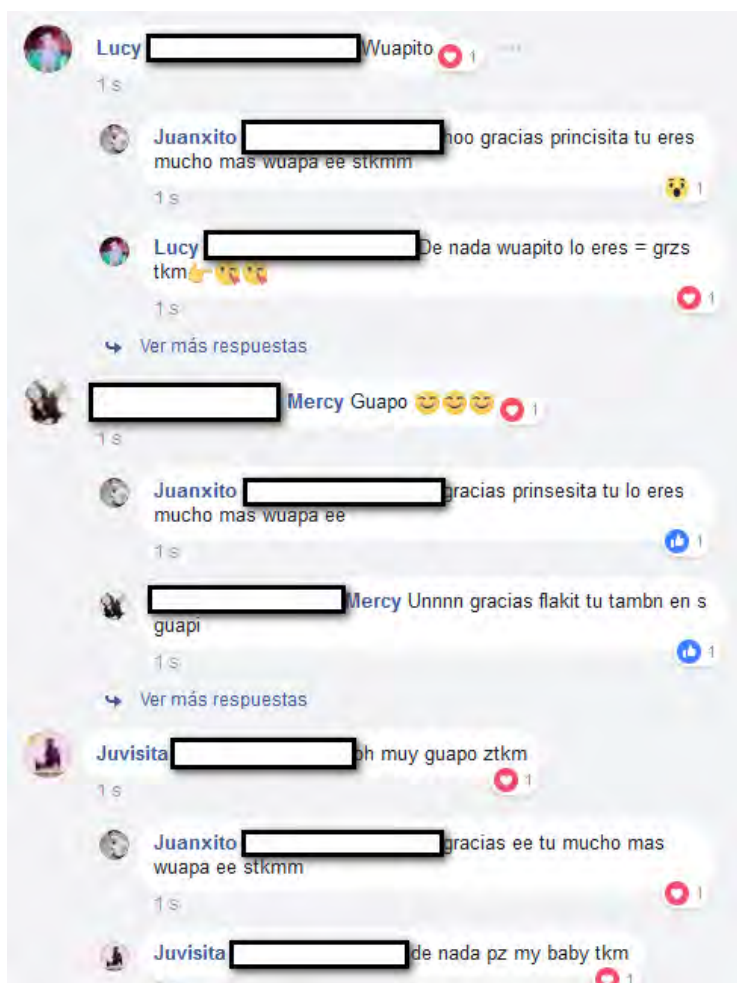 Lucy Wuapito 1
1 s
Juanxito hoo gracias princisita tu eres
mucho mas wuapa ee stkmm
1
1 s
Lucy De nada wuapito lo eres = grzs
tkm
1
1 s
Ver más respuestas
Mercy Guapo 1
1 s
Juanxito gracias prinsesita tu lo eres
mucho mas wuapa ee
1
1 s
Mercy Unnnn gracias flakit tu tambn en s
guapi
1
1 s
Ver más respuestas
Juvisita oh muy guapo ztkm
1
1 s
Juanxito gracias ee tu mucho mas
wuapa ee stkmm
1
1 s
Juvisita de nada pz my baby tkm
1